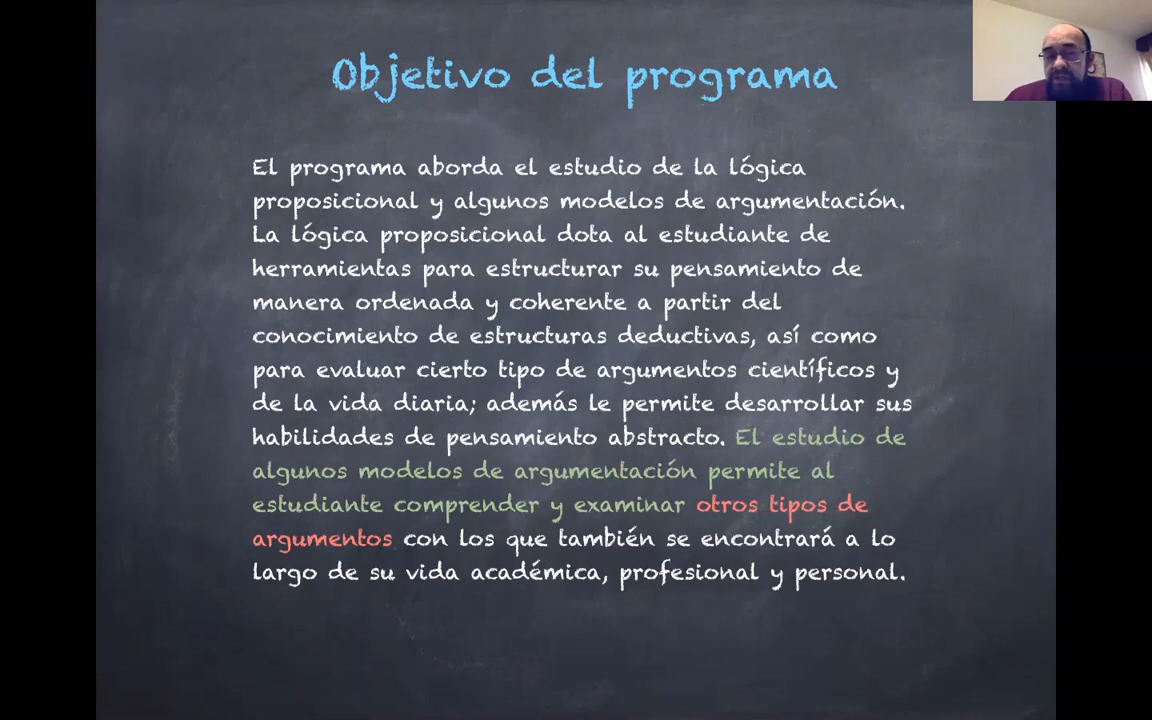 Objetivo del programa
El programa aborda el estudio de la lógica
proposicional y algunos modelos de argumentación.
La lógica proposicional dota al estudiante de
herramientas para estructurar su pensamiento de
manera ordenada y coherente a partir del
conocimiento de estructuras deductivas, así como
para evaluar cierto tipo de argumentos científicos y
de la vida diaria; además le permite desarrollar sus
habilidades de pensamiento abstracto. El estudio de
algunos modelos de argumentación permite al
estudiante comprender y examinar otros tipos de
argumentos con los que también se encontrará a lo
largo de su vida académica, profesional y personal.